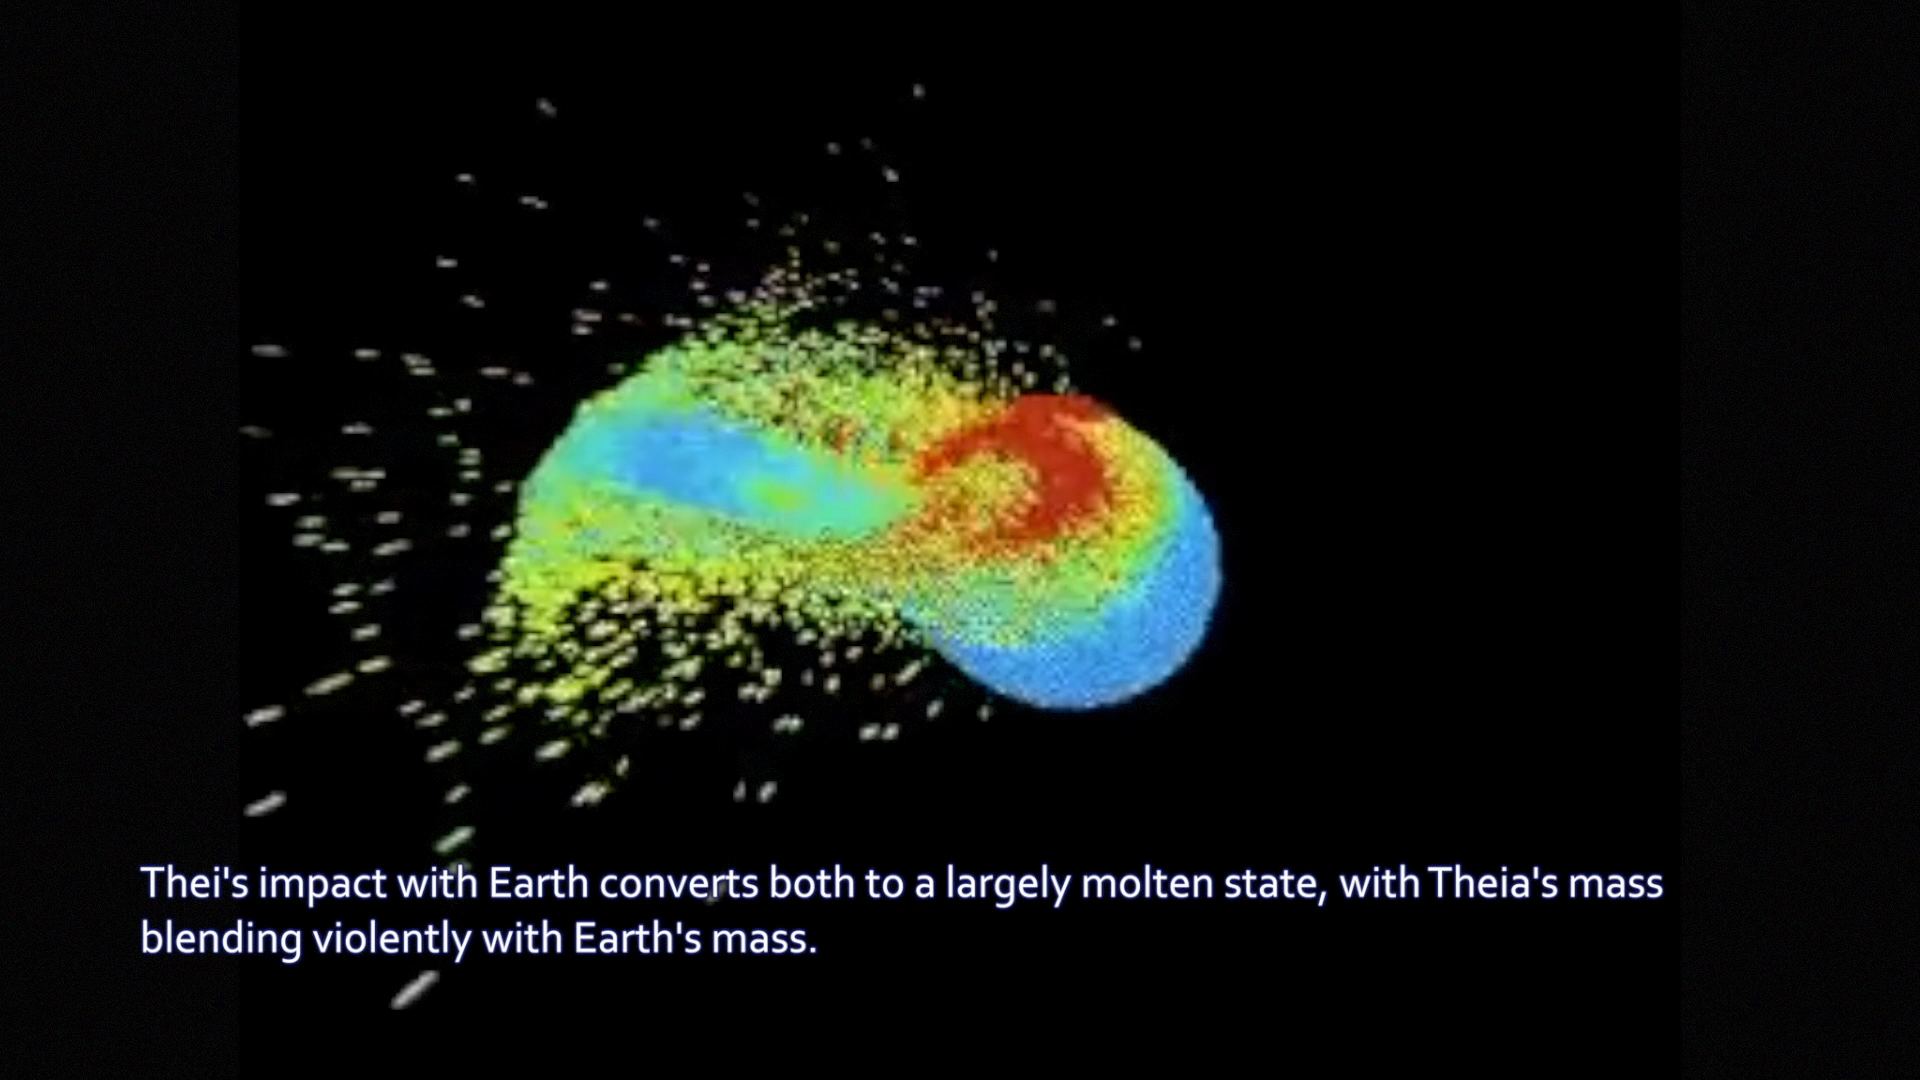 Thei's impact with Earth converts both to a largely molten state, with Theia's mass
blending violently with Earth's mass.